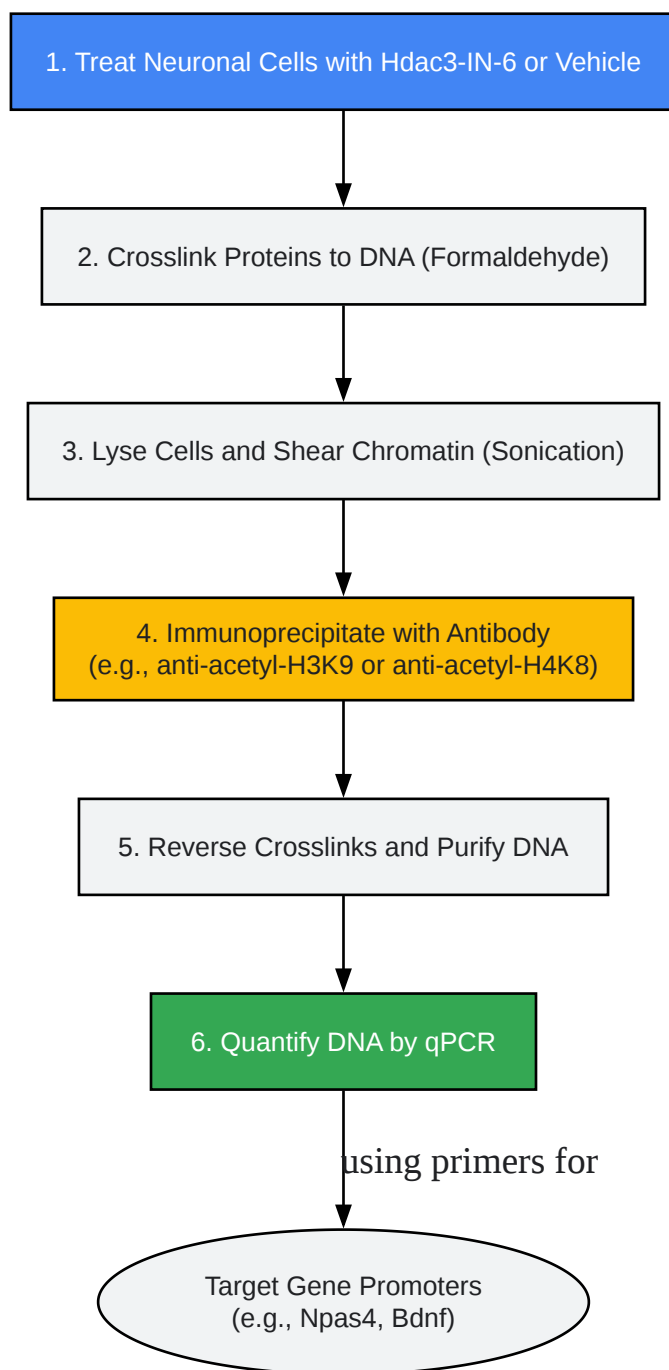 1. Treat Neuronal Cells with Hdac3-IN-6 or Vehicle
2. Crosslink Proteins to DNA (Formaldehyde)
3. Lyse Cells and Shear Chromatin (Sonication)
4. Immunoprecipitate with Antibody
(e.g., anti-acetyl-H3K9 or anti-acetyl-H4K8)
5. Reverse Crosslinks and Purify DNA
6. Quantify DNA by qPCR
using primers for
Target Gene Promoters
(e.g., Npas4, Bdnf)